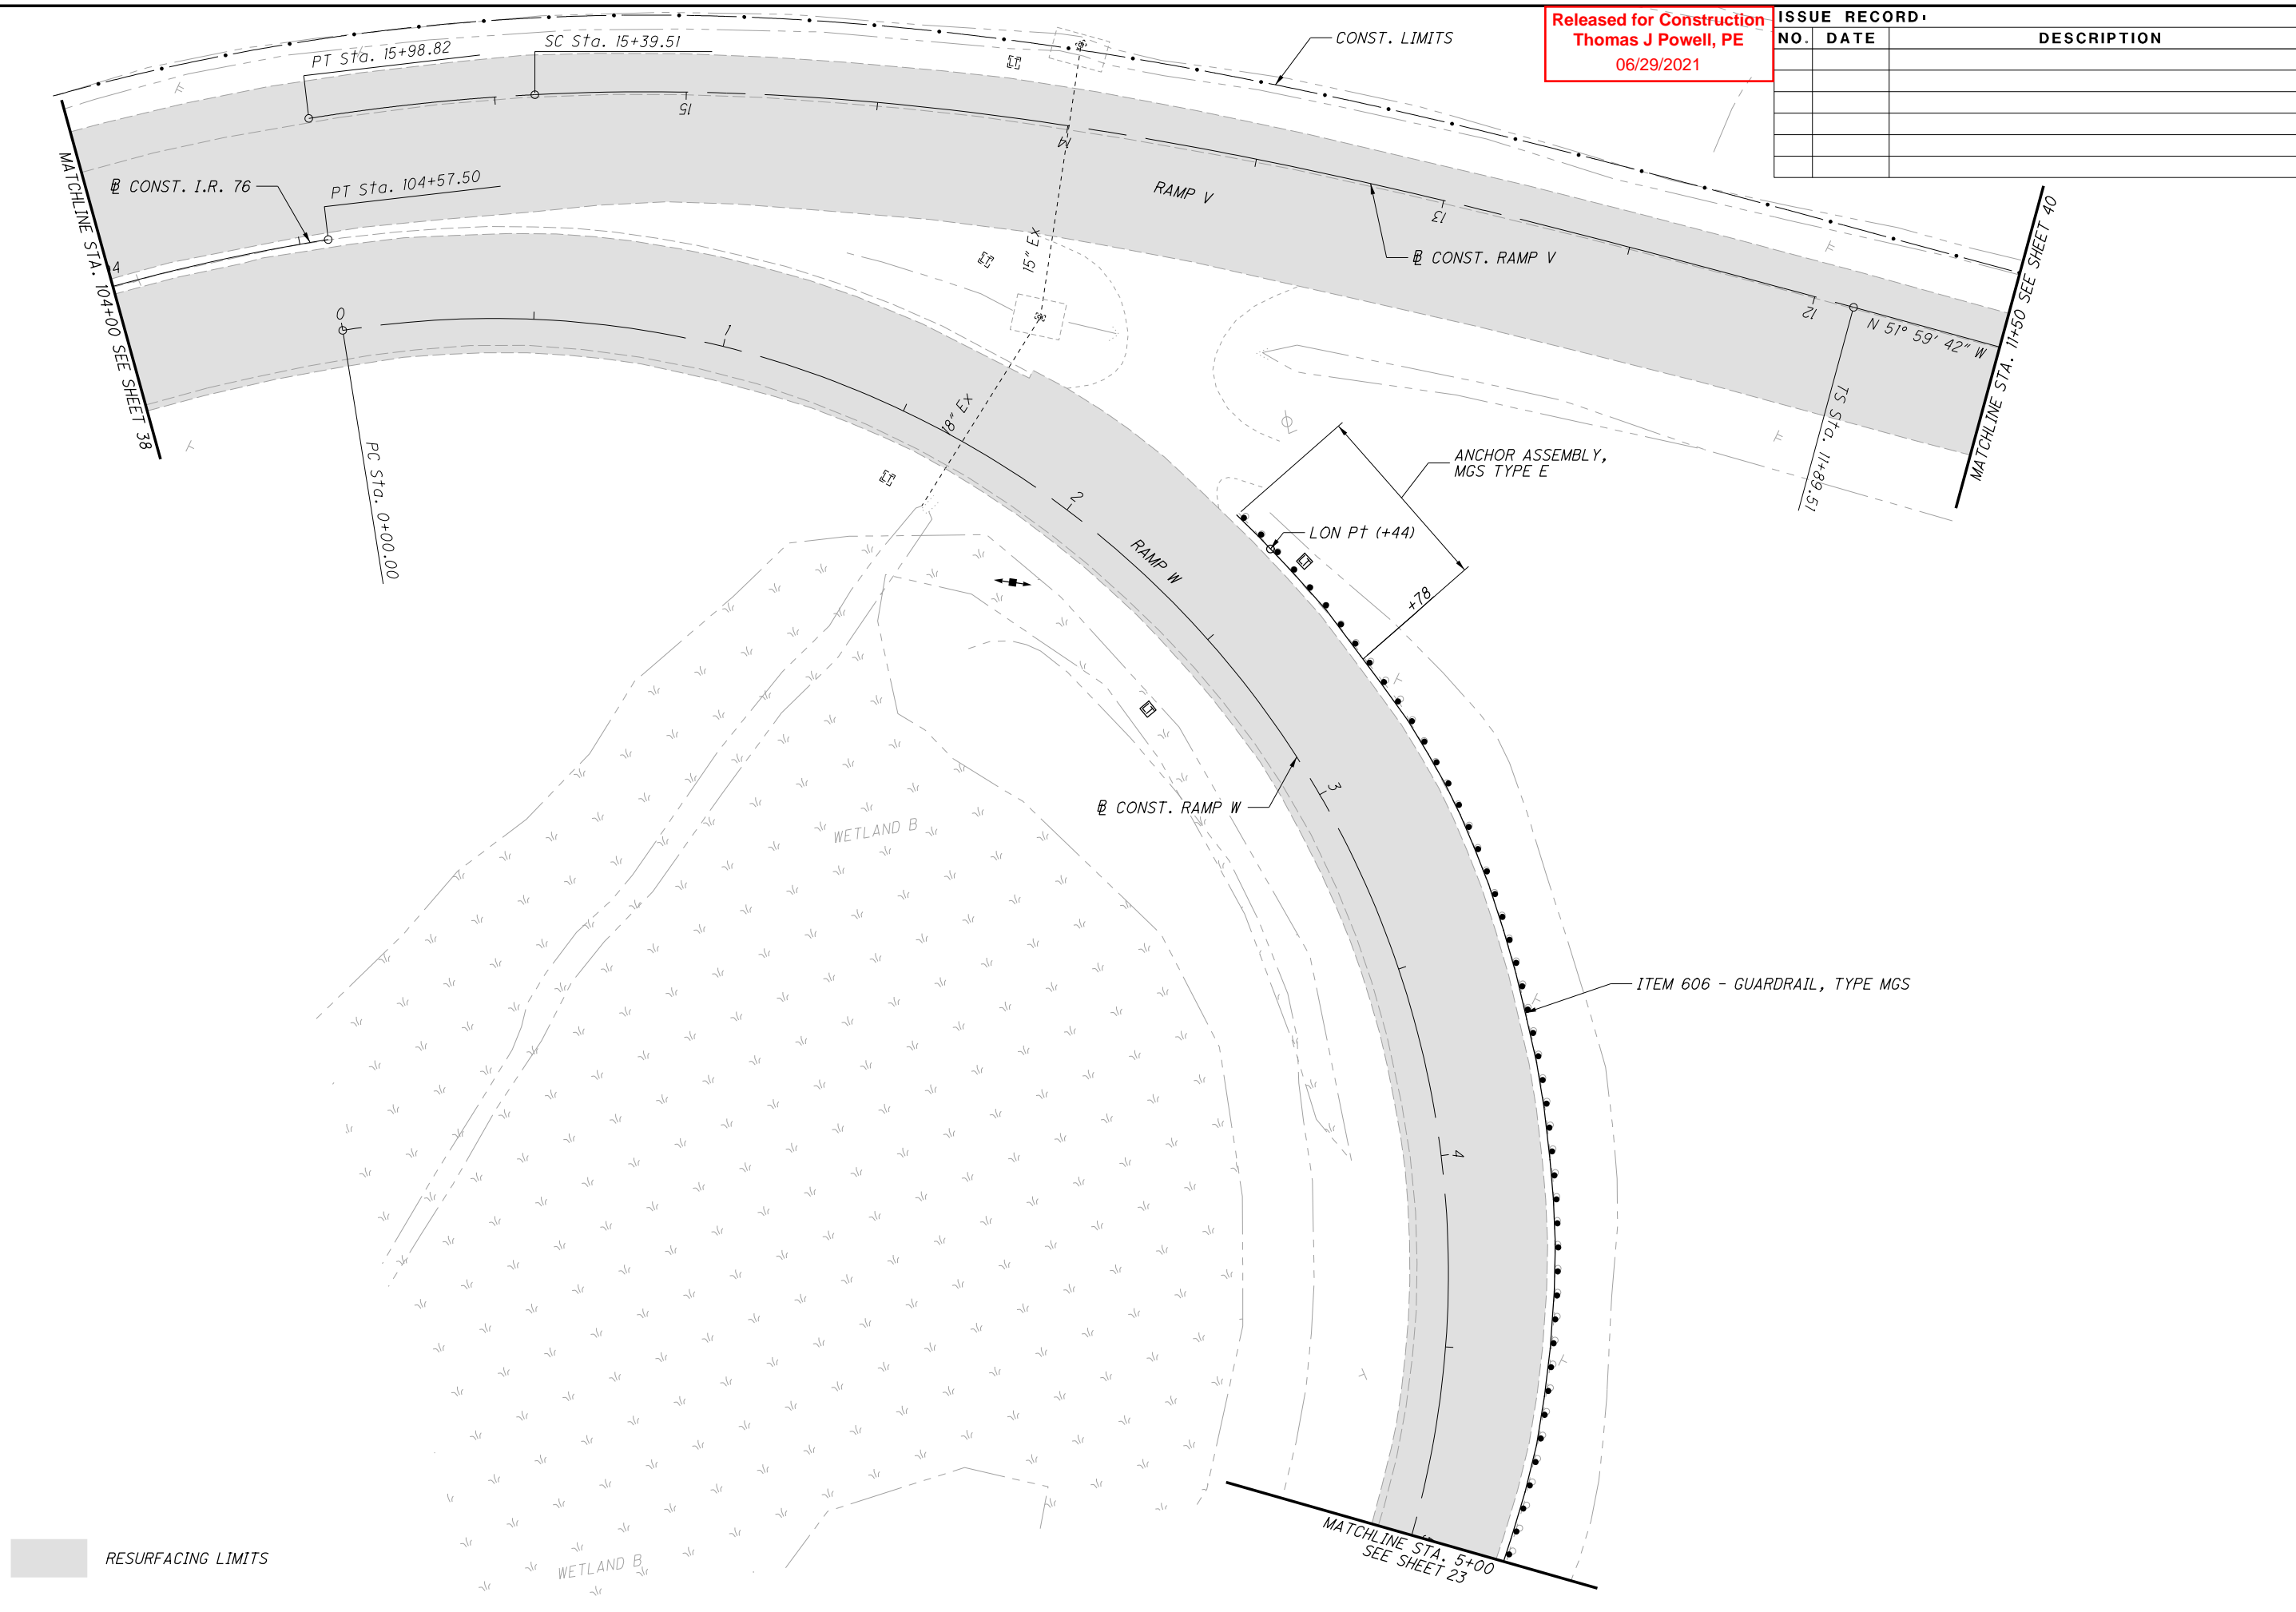 Released for Construction
Thomas J Powell, PE
06/29/2021
ISSUE RECORD:
NO. DATE DESCRIPTION
PT Sta. 15+98.82
SC Sta. 15+39.51
CONST. LIMITS
15
14
13
12
RAMP V
℄ CONST. I.R. 76
PT Sta. 104+57.50
MATCHLINE STA. 104+00 SEE SHEET 38
4
℄ CONST. RAMP V
N 51° 59' 42" W
TS Sta. 11+89.51
MATCHLINE STA. 11+50 SEE SHEET 40
15" EX
18" EX
0
1
2
3
4
PC Sta. 0+00.00
ANCHOR ASSEMBLY,
MGS TYPE E
LON Pt (+44)
+78
RAMP W
℄ CONST. RAMP W
WETLAND B
ITEM 606 - GUARDRAIL, TYPE MGS
MATCHLINE STA. 5+00
SEE SHEET 23
RESURFACING LIMITS
WETLAND B